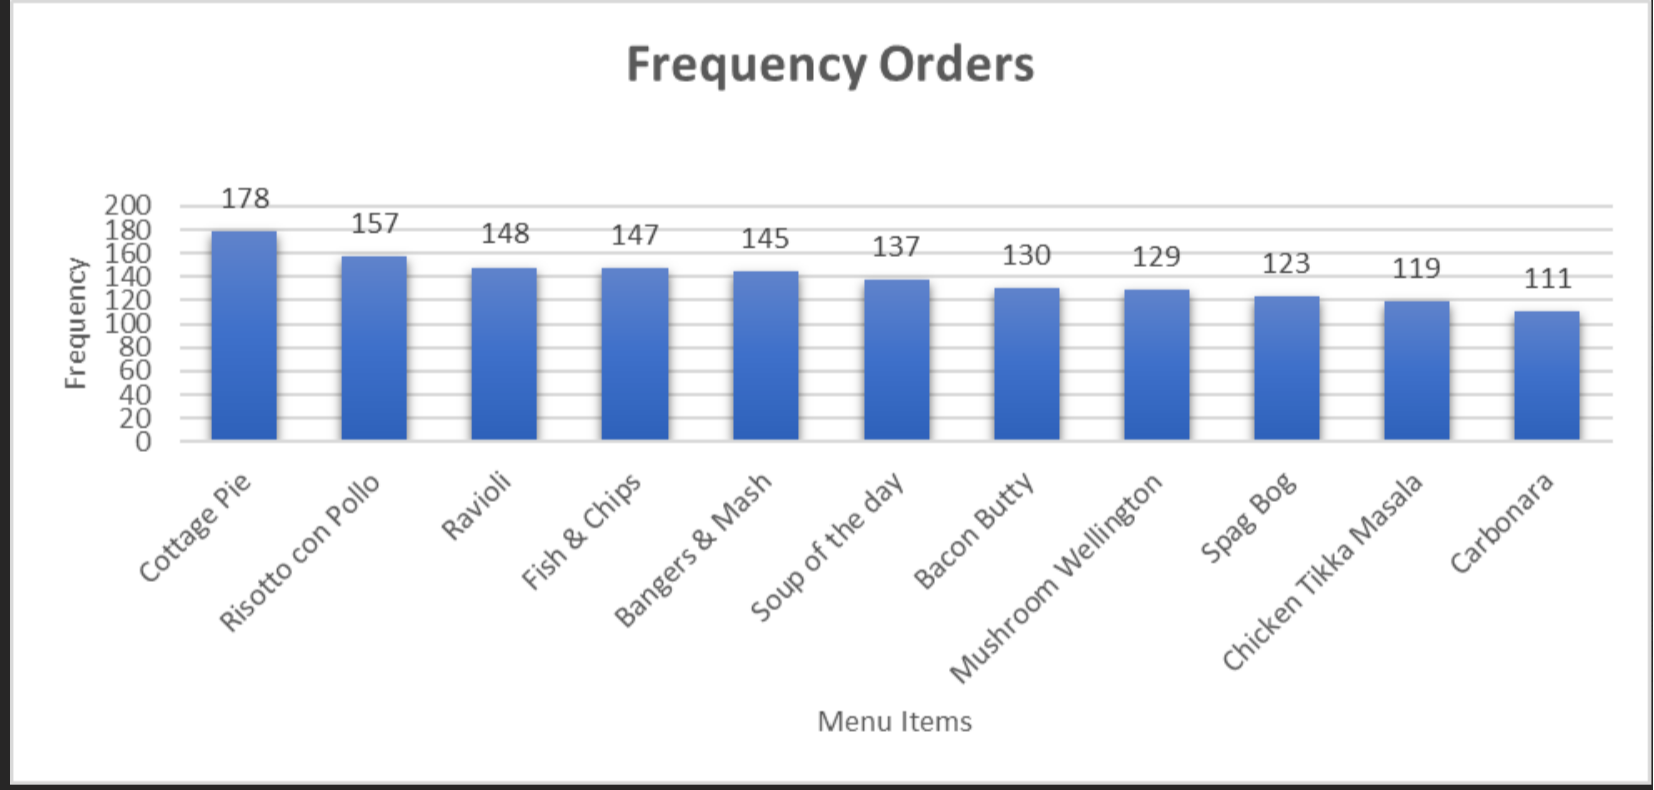 Frequency Orders
Frequency
200
180
160
140
120
100
80
60
40
20
0
178
157
148
147
145
137
130
129
123
119
111
Cottage Pie
Risotto con Pollo
Ravioli
Fish & Chips
Bangers & Mash
Soup of the day
Bacon Butty
Mushroom Wellington
Spag Bog
Chicken Tikka Masala
Carbonara
Menu Items